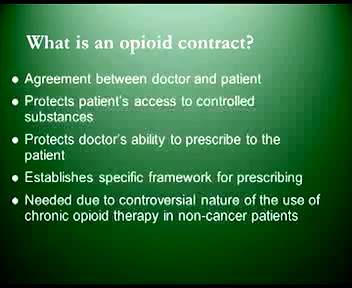 What is an opioid contract?
● Agreement between doctor and patient
● Protects patient's access to controlled
substances
● Protects doctor's ability to prescribe to the
patient
● Establishes specific framework for prescribing
● Needed due to controversial nature of the use of
chronic opioid therapy in non-cancer patients